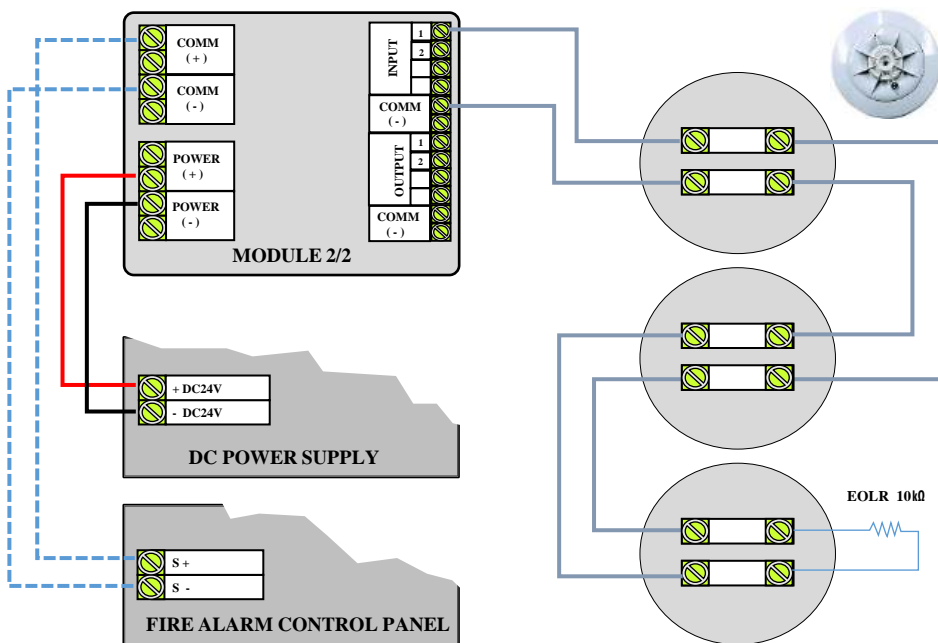 COMM
( + )
COMM
( - )
POWER
( + )
POWER
( - )
INPUT
1
2
COMM
( - )
OUTPUT
1
2
COMM
( - )
MODULE 2/2
+ DC24V
- DC24V
DC POWER SUPPLY
S +
S -
FIRE ALARM CONTROL PANEL
EOLR 10kΩ